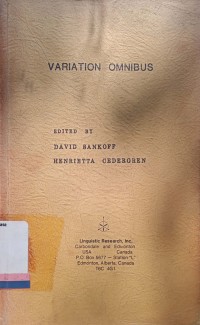 VARIATION OMNIBUS
EDITED BY
DAVID SANKOFF
HENRIETTA CEDERGREN
Linguistic Research, Inc.
Carbondale and Edmonton
USA Canada
P.O. Box 5677 — Station "L"
Edmonton, Alberta, Canada
T6C 4G1